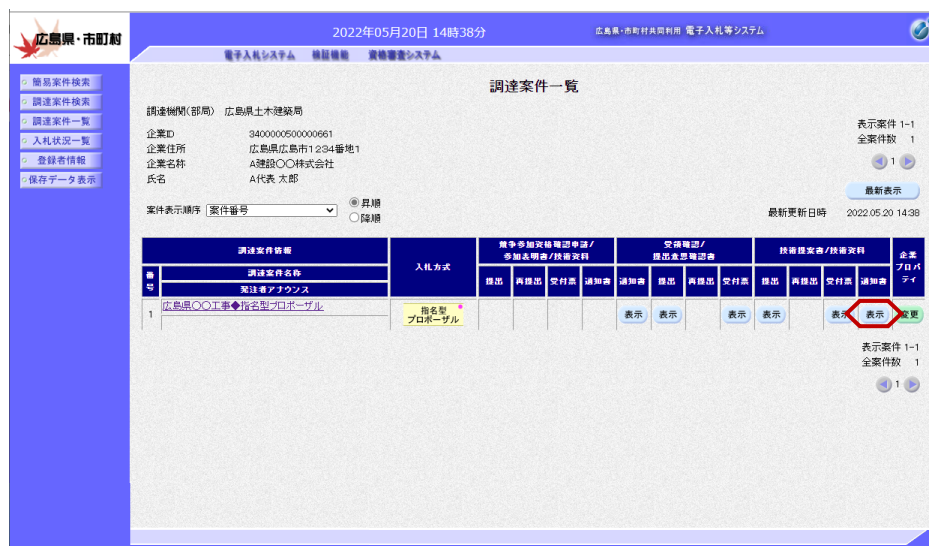 広島県・市町村
2022年05月20日 14時38分
広島県・市町村共同利用 電子入札等システム
電子入札システム 検証機能 資格審査システム
簡易案件検索
調達案件検索
調達案件一覧
入札状況一覧
登録者情報
保存データ表示
調達案件一覧
調達機関(部局) 広島県土木建築局
表示案件 1-1
企業ID 3400000500000661
全案件数 1
企業住所 広島県広島市1234番地1
企業名称 A建設〇〇株式会社
1
氏名 A代表 太郎
最新表示
案件表示順序 案件番号
昇順
降順
最新更新日時 2022.05.20 14:38
調達案件情報
入札方式
競争参加資格確認申請/
参加表明書/技術資料
受領確認/
提出意思確認書
技術提案書/技術資料
企業
プロパ
ティ
番
号
調達案件名称
発注者アナウンス
提出 再提出 受付票 通知書 通知書 提出 再提出 受付票 提出 再提出 受付票 通知書
1
広島県〇〇工事◆指名型プロポーザル
指名型
プロポーザル
表示 表示 表示 表示 表示 表示 変更
表示案件 1-1
全案件数 1
1